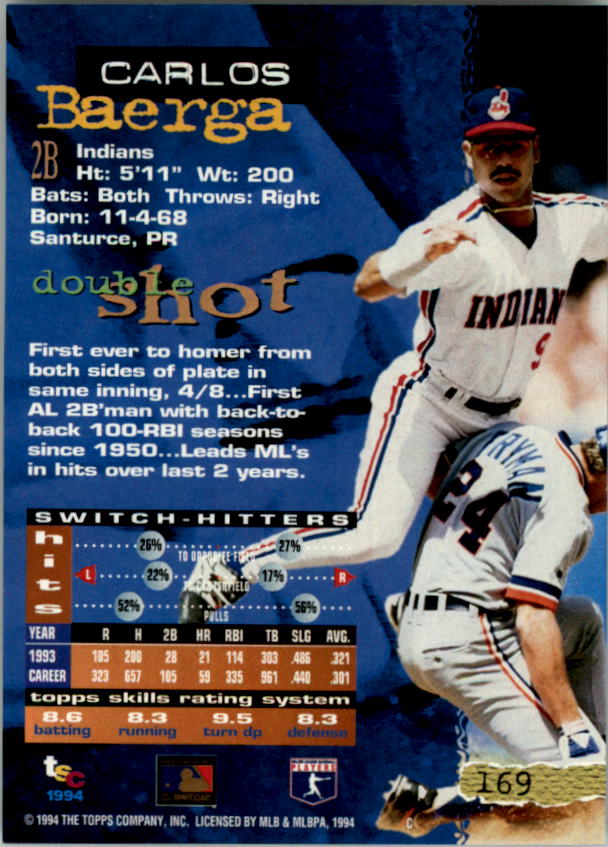 CARLOS
Baerga
2B Indians
Ht: 5'11" Wt: 200
Bats: Both Throws: Right
Born: 11-4-68
Santurce, PR
double shot
First ever to homer from
both sides of plate in
same inning, 4/8...First
AL 2B'man with back-to-
back 100-RBI seasons
since 1950...Leads ML's
in hits over last 2 years.
INDIAN
9
FRYMAN
24
SWITCH-HITTERS
hits
26% 27%
TO OPPOSITE FIELD
L 22% 17% R
TO CENTERFIELD
52% 56%
PULLS
YEAR R H 2B HR RBI TB SLG AVG.
1993 105 200 28 21 114 303 .486 .321
CAREER 323 657 105 59 335 961 .440 .301
topps skills rating system
8.6 8.3 9.5 8.3
batting running turn dp defense
tsc
1994
PLAYERS
169
© 1994 THE TOPPS COMPANY, INC. LICENSED BY MLB & MLBPA, 1994
C